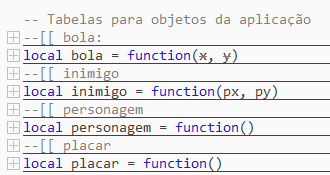 -- Tabelas para objetos da aplicação
--[[ bola:
local bola = function(x, y)
--[[ inimigo
local inimigo = function(px, py)
--[[ personagem
local personagem = function()
--[[ placar
local placar = function()